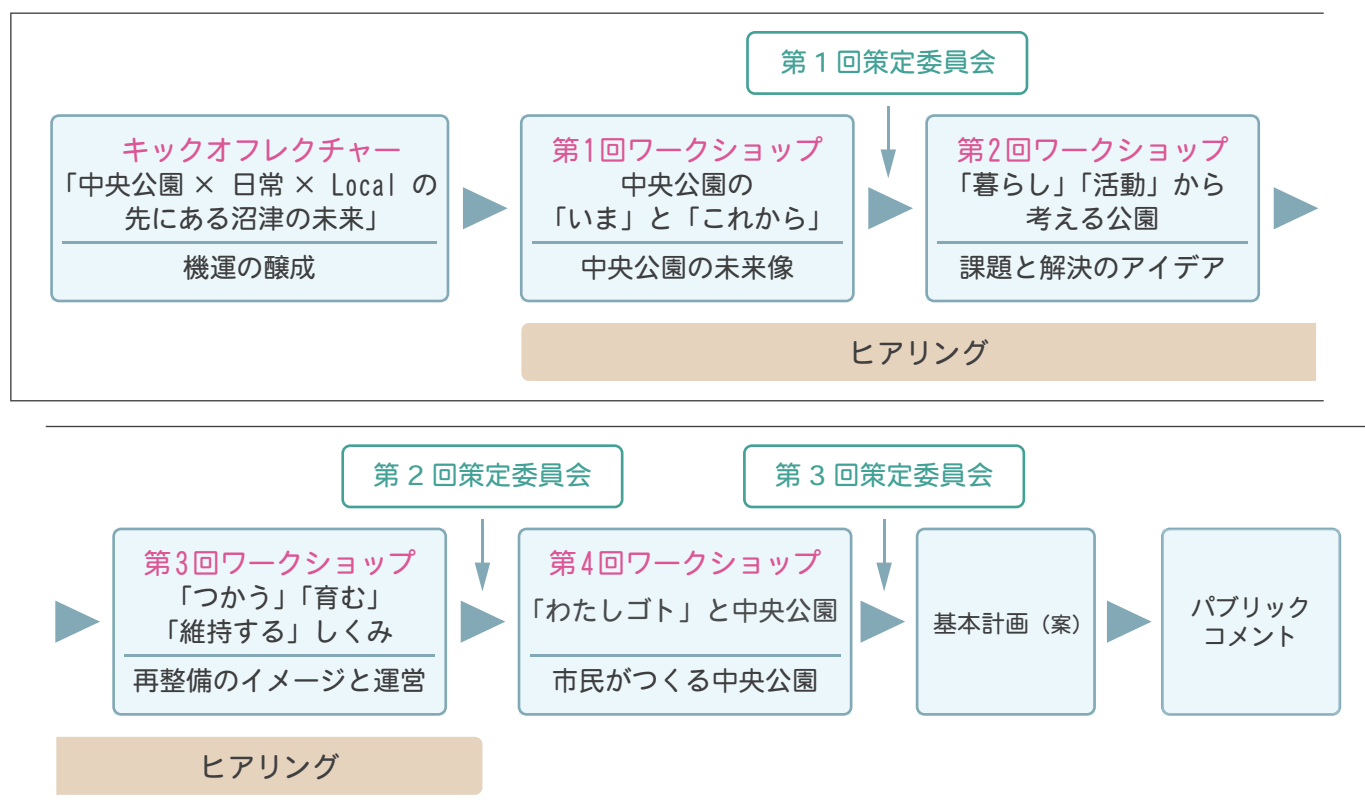 第１回策定委員会
キックオフレクチャー
「中央公園 × 日常 × Local の
先にある沼津の未来」
機運の醸成
第1回ワークショップ
中央公園の
「いま」と「これから」
中央公園の未来像
第2回ワークショップ
「暮らし」「活動」から
考える公園
課題と解決のアイデア
ヒアリング
第２回策定委員会
第３回策定委員会
第3回ワークショップ
「つかう」「育む」
「維持する」しくみ
再整備のイメージと運営
第4回ワークショップ
「わたしゴト」と中央公園
市民がつくる中央公園
基本計画（案）
パブリック
コメント
ヒアリング